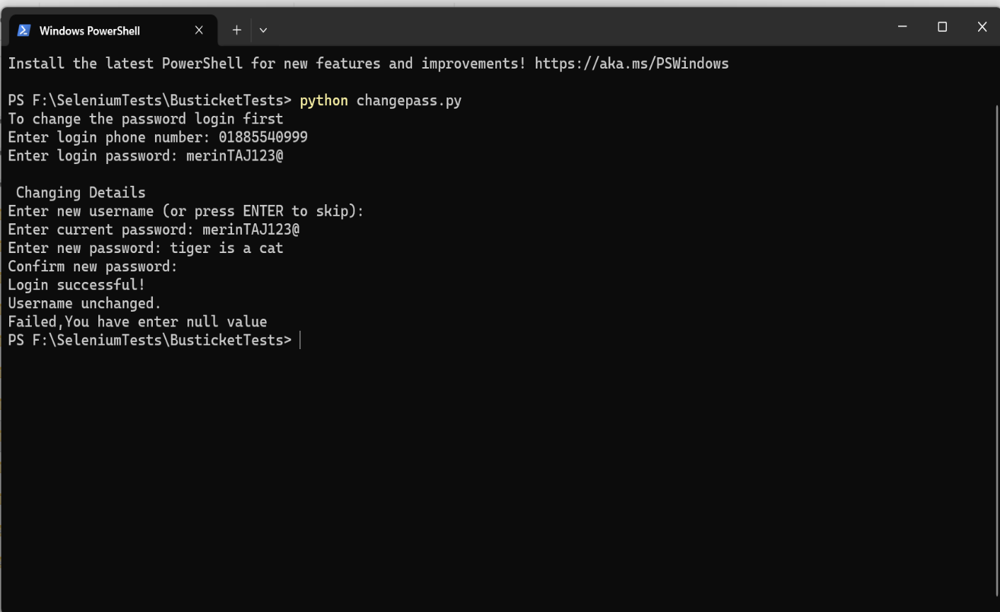 Windows PowerShell
Install the latest PowerShell for new features and improvements! https://aka.ms/PSWindows
PS F:\SeleniumTests\BusticketTests> python changepass.py
To change the password login first
Enter login phone number: 01885540999
Enter login password: merinTAJ123@
Changing Details
Enter new username (or press ENTER to skip):
Enter current password: merinTAJ123@
Enter new password: tiger is a cat
Confirm new password:
Login successful!
Username unchanged.
Failed,You have enter null value
PS F:\SeleniumTests\BusticketTests>